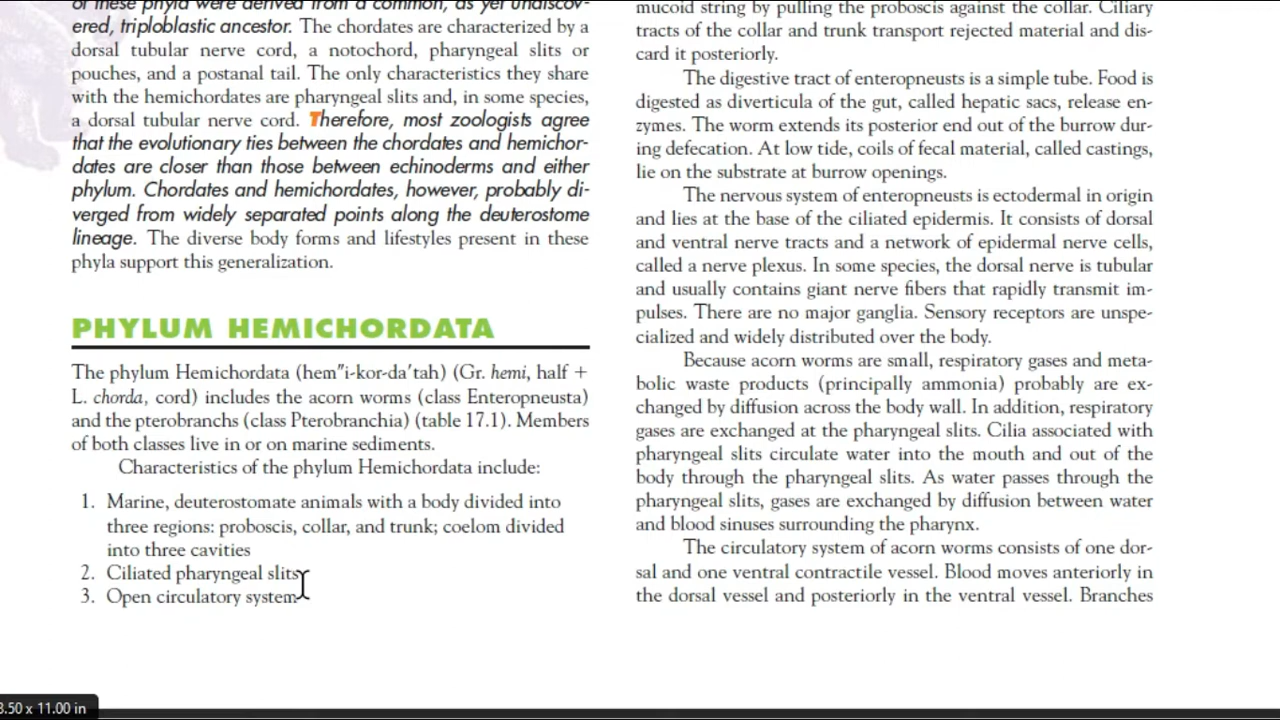 of these phyla were derived from a common, as yet undiscov-
ered, triploblastic ancestor. The chordates are characterized by a
dorsal tubular nerve cord, a notochord, pharyngeal slits or
pouches, and a postanal tail. The only characteristics they share
with the hemichordates are pharyngeal slits and, in some species,
a dorsal tubular nerve cord. Therefore, most zoologists agree
that the evolutionary ties between the chordates and hemichor-
dates are closer than those between echinoderms and either
phylum. Chordates and hemichordates, however, probably di-
verged from widely separated points along the deuterostome
lineage. The diverse body forms and lifestyles present in these
phyla support this generalization.
PHYLUM HEMICHORDATA
The phylum Hemichordata (hem″i-kor-da′tah) (Gr. hemi, half +
L. chorda, cord) includes the acorn worms (class Enteropneusta)
and the pterobranchs (class Pterobranchia) (table 17.1). Members
of both classes live in or on marine sediments.
Characteristics of the phylum Hemichordata include:
1. Marine, deuterostomate animals with a body divided into
three regions: proboscis, collar, and trunk; coelom divided
into three cavities
2. Ciliated pharyngeal slits
3. Open circulatory system
mucoid string by pulling the proboscis against the collar. Ciliary
tracts of the collar and trunk transport rejected material and dis-
card it posteriorly.
The digestive tract of enteropneusts is a simple tube. Food is
digested as diverticula of the gut, called hepatic sacs, release en-
zymes. The worm extends its posterior end out of the burrow dur-
ing defecation. At low tide, coils of fecal material, called castings,
lie on the substrate at burrow openings.
The nervous system of enteropneusts is ectodermal in origin
and lies at the base of the ciliated epidermis. It consists of dorsal
and ventral nerve tracts and a network of epidermal nerve cells,
called a nerve plexus. In some species, the dorsal nerve is tubular
and usually contains giant nerve fibers that rapidly transmit im-
pulses. There are no major ganglia. Sensory receptors are unspe-
cialized and widely distributed over the body.
Because acorn worms are small, respiratory gases and meta-
bolic waste products (principally ammonia) probably are ex-
changed by diffusion across the body wall. In addition, respiratory
gases are exchanged at the pharyngeal slits. Cilia associated with
pharyngeal slits circulate water into the mouth and out of the
body through the pharyngeal slits. As water passes through the
pharyngeal slits, gases are exchanged by diffusion between water
and blood sinuses surrounding the pharynx.
The circulatory system of acorn worms consists of one dor-
sal and one ventral contractile vessel. Blood moves anteriorly in
the dorsal vessel and posteriorly in the ventral vessel. Branches
.50 x 11.00 in